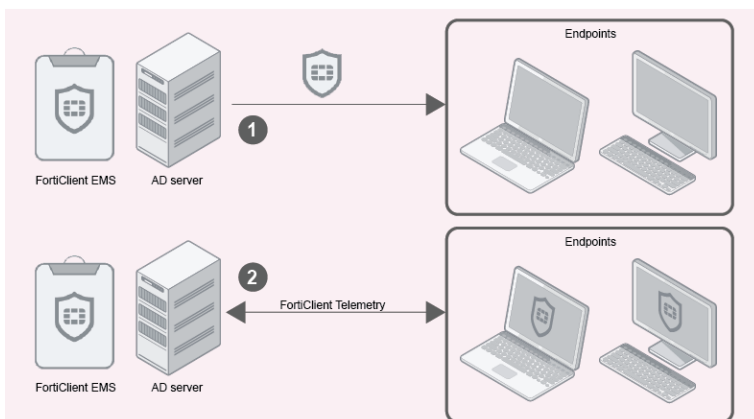 Endpoints
1
FortiClient EMS
AD server
Endpoints
2
FortiClient Telemetry
FortiClient EMS
AD server